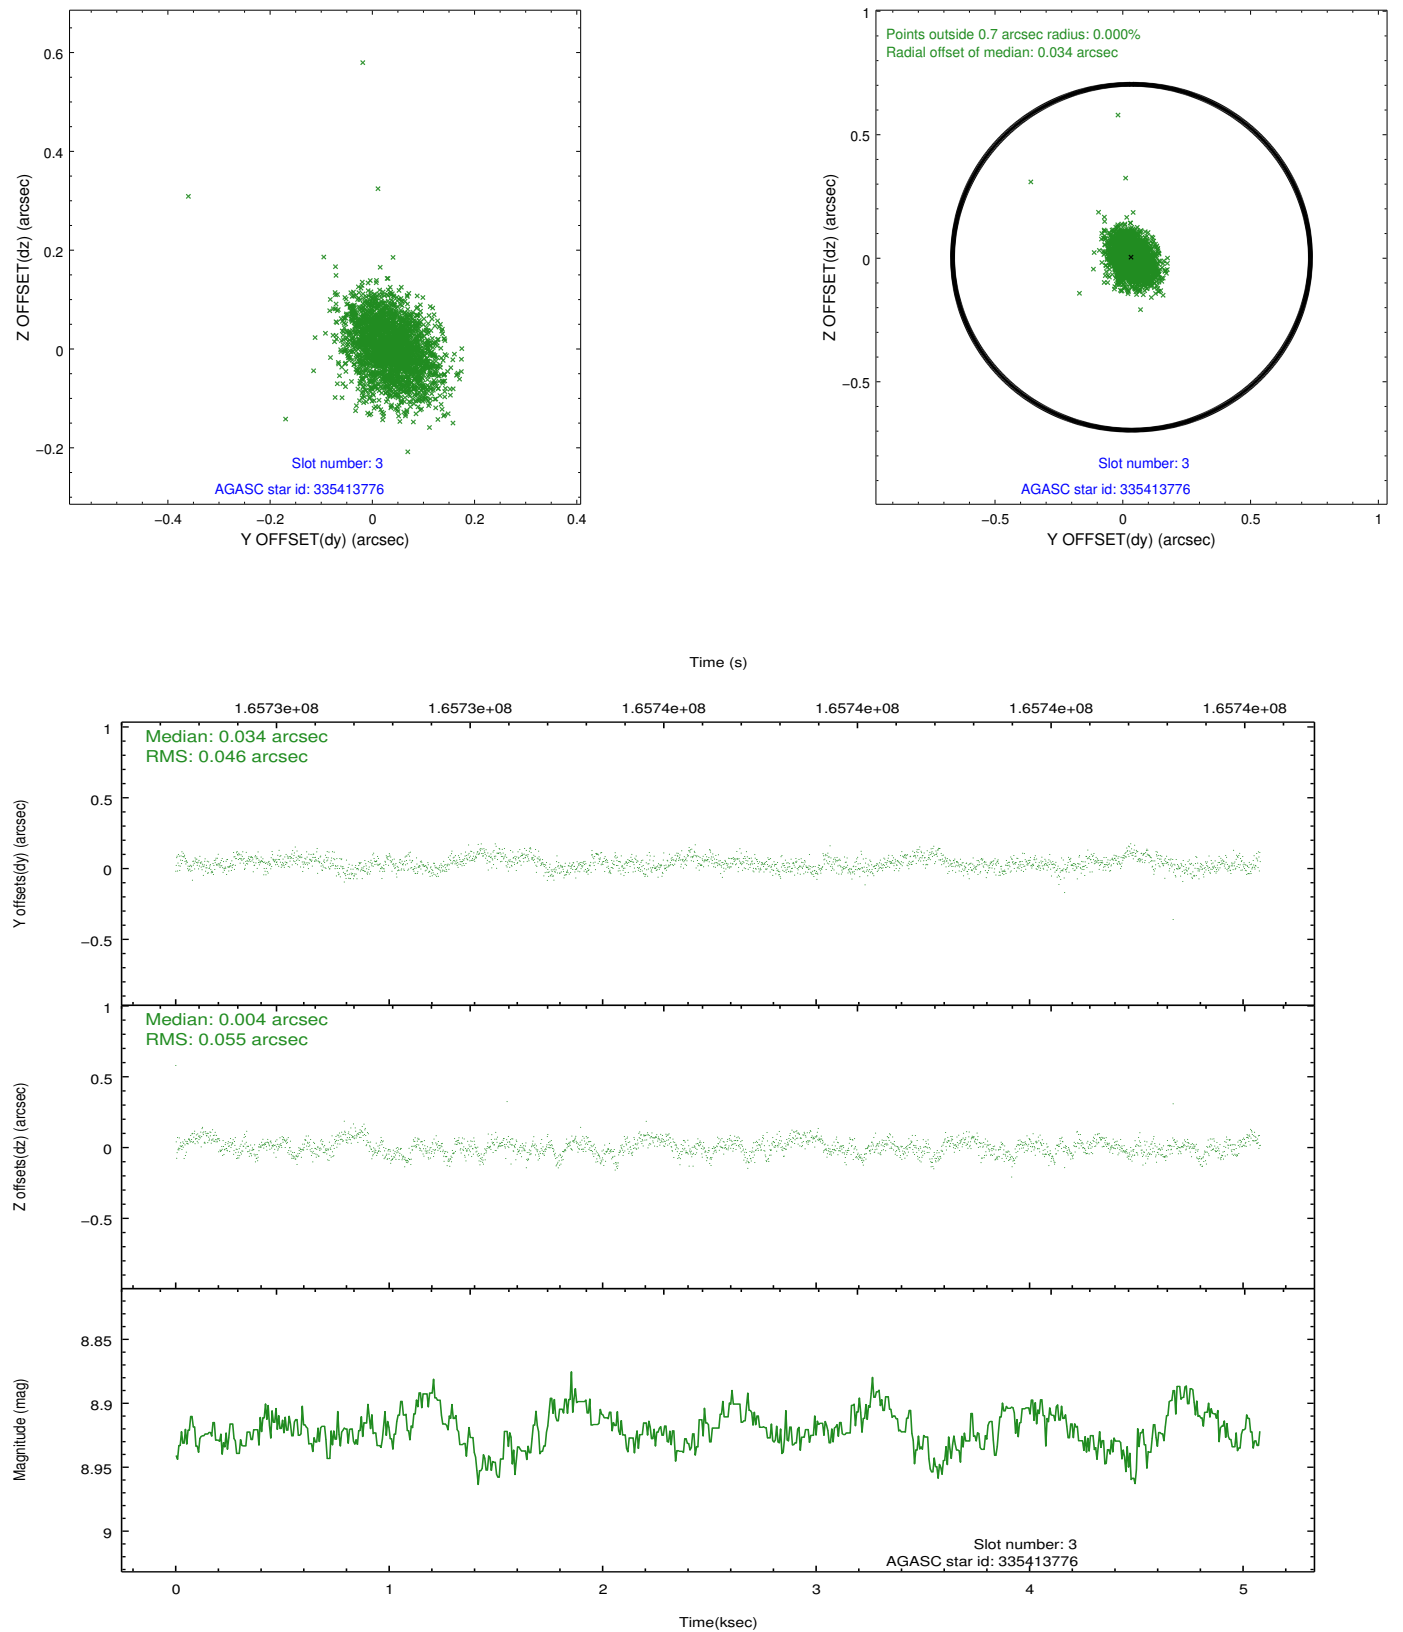 0.6
0.4
0.2
0
−0.2
Z OFFSET(dz) (arcsec)
Slot number: 3
AGASC star id: 335413776
−0.4 −0.2 0 0.2 0.4
Y OFFSET(dy) (arcsec)
1
0.5
0
−0.5
Z OFFSET(dz) (arcsec)
Points outside 0.7 arcsec radius: 0.000%
Radial offset of median: 0.034 arcsec
Slot number: 3
AGASC star id: 335413776
−0.5 0 0.5 1
Y OFFSET(dy) (arcsec)
Time (s)
1.6573e+08 1.6573e+08 1.6574e+08 1.6574e+08 1.6574e+08 1.6574e+08
1
0.5
0
−0.5
Y offsets(dy) (arcsec)
Median: 0.034 arcsec
RMS: 0.046 arcsec
1
0.5
0
−0.5
Z offsets(dz) (arcsec)
Median: 0.004 arcsec
RMS: 0.055 arcsec
8.85
8.9
8.95
9
Magnitude (mag)
Slot number: 3
AGASC star id: 335413776
0 1 2 3 4 5
Time(ksec)